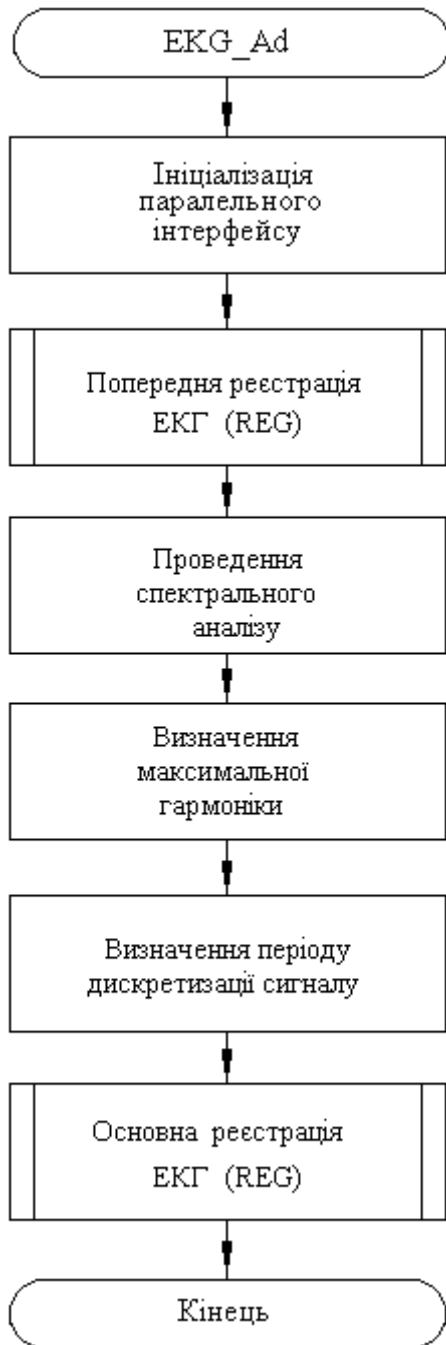 EKG_Ad
Ініціалізація
паралельного
інтерфейсу
Попередня реєстрація
ЕКГ (REG)
Проведення
спектрального
аналізу
Визначення
максимальної
гармоніки
Визначення періоду
дискретизації сигналу
Основна реєстрація
ЕКГ (REG)
Кінець